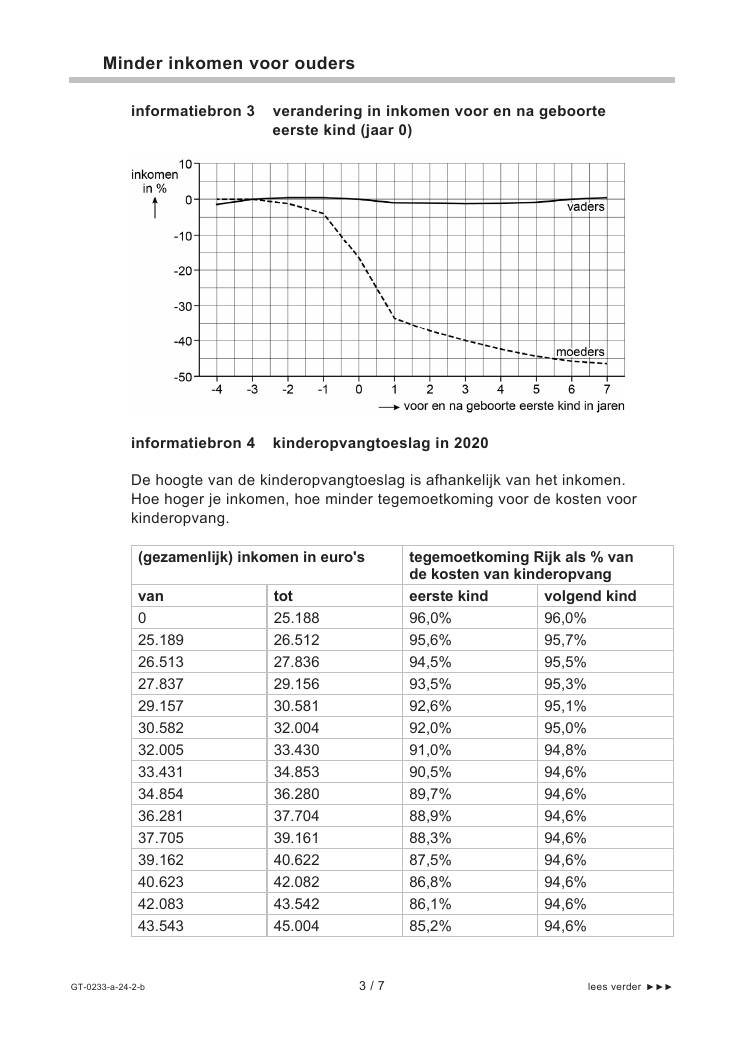 Minder inkomen voor ouders
informatiebron 3 verandering in inkomen voor en na geboorte
eerste kind (jaar 0)
inkomen
in %
10
0
-10
-20
-30
-40
-50
vaders
moeders
-4 -3 -2 -1 0 1 2 3 4 5 6 7
voor en na geboorte eerste kind in jaren
informatiebron 4 kinderopvangtoeslag in 2020
De hoogte van de kinderopvangtoeslag is afhankelijk van het inkomen.
Hoe hoger je inkomen, hoe minder tegemoetkoming voor de kosten voor
kinderopvang.
(gezamenlijk) inkomen in euro's tegemoetkoming Rijk als % van
de kosten van kinderopvang
van tot eerste kind volgend kind
0 25.188 96,0% 96,0%
25.189 26.512 95,6% 95,7%
26.513 27.836 94,5% 95,5%
27.837 29.156 93,5% 95,3%
29.157 30.581 92,6% 95,1%
30.582 32.004 92,0% 95,0%
32.005 33.430 91,0% 94,8%
33.431 34.853 90,5% 94,6%
34.854 36.280 89,7% 94,6%
36.281 37.704 88,9% 94,6%
37.705 39.161 88,3% 94,6%
39.162 40.622 87,5% 94,6%
40.623 42.082 86,8% 94,6%
42.083 43.542 86,1% 94,6%
43.543 45.004 85,2% 94,6%
GT-0233-a-24-2-b 3 / 7 lees verder ►►►